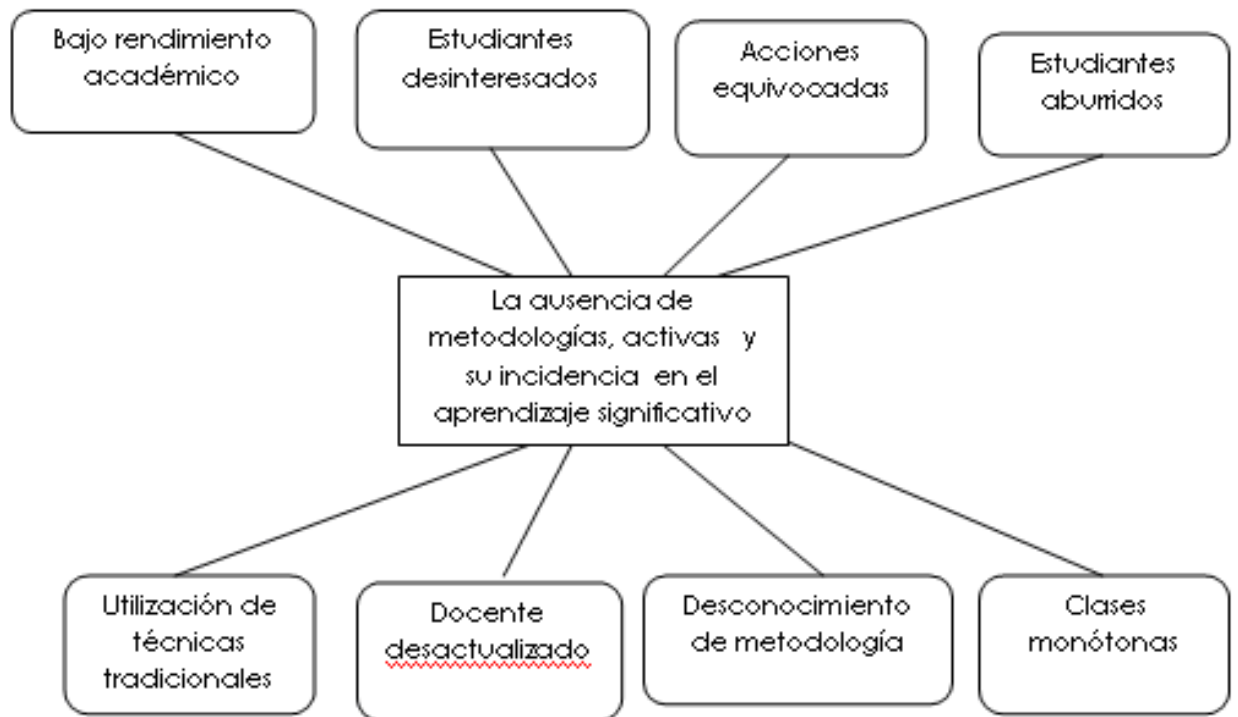 Bajo rendimiento
académico
Estudiantes
desinteresados
Acciones
equivocadas
Estudiantes
aburridos
La ausencia de
metodologías, activas y
su incidencia en el
aprendizaje significativo
Utilización de
técnicas
tradicionales
Docente
desactualizado
Desconocimiento
de metodología
Clases
monótonas